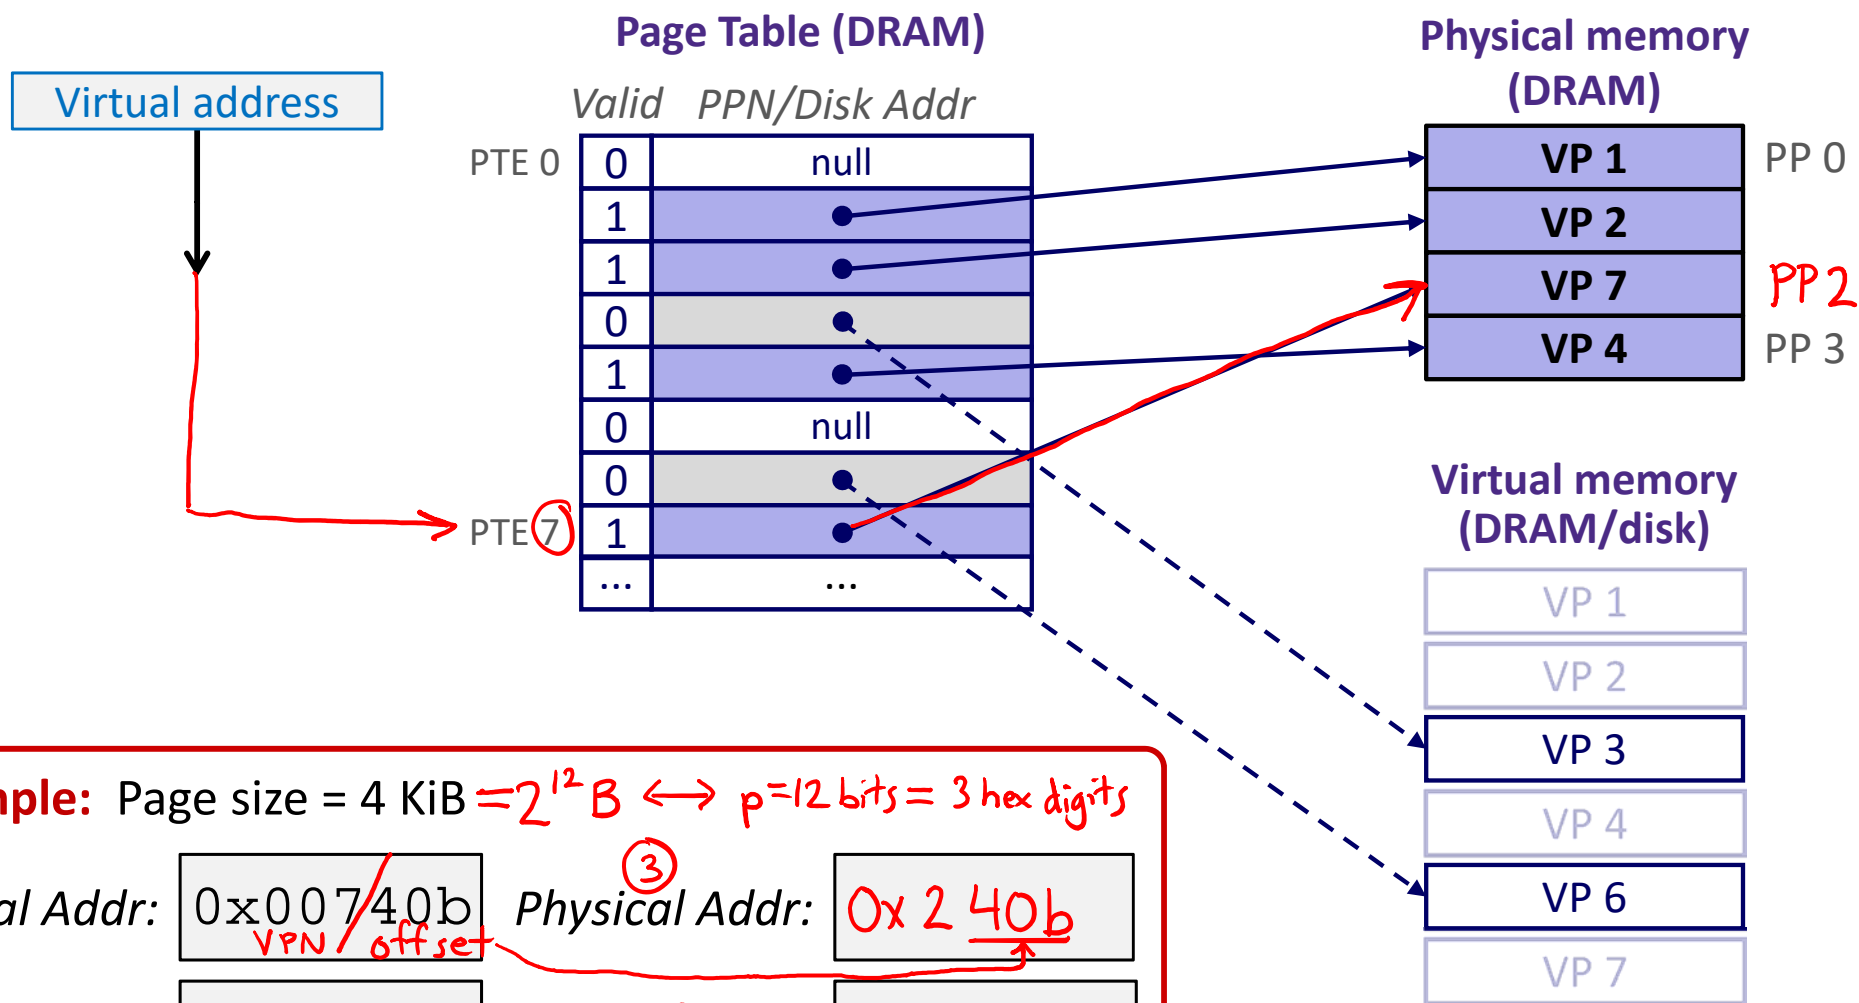 Page Table (DRAM)
Physical memory
(DRAM)
Virtual address
Valid PPN/Disk Addr
PTE 0 0 null
1
1
0
1
0 null
0
PTE 7 1
... ...
VP 1 PP 0
VP 2
VP 7 PP 2
VP 4 PP 3
Virtual memory
(DRAM/disk)
VP 1
VP 2
VP 3
VP 4
VP 6
VP 7
mple: Page size = 4 KiB =2^12 B ↔ p=12 bits = 3 hex digits
③
al Addr: 0x00740b Physical Addr: 0x 2 40b
VPN / offset